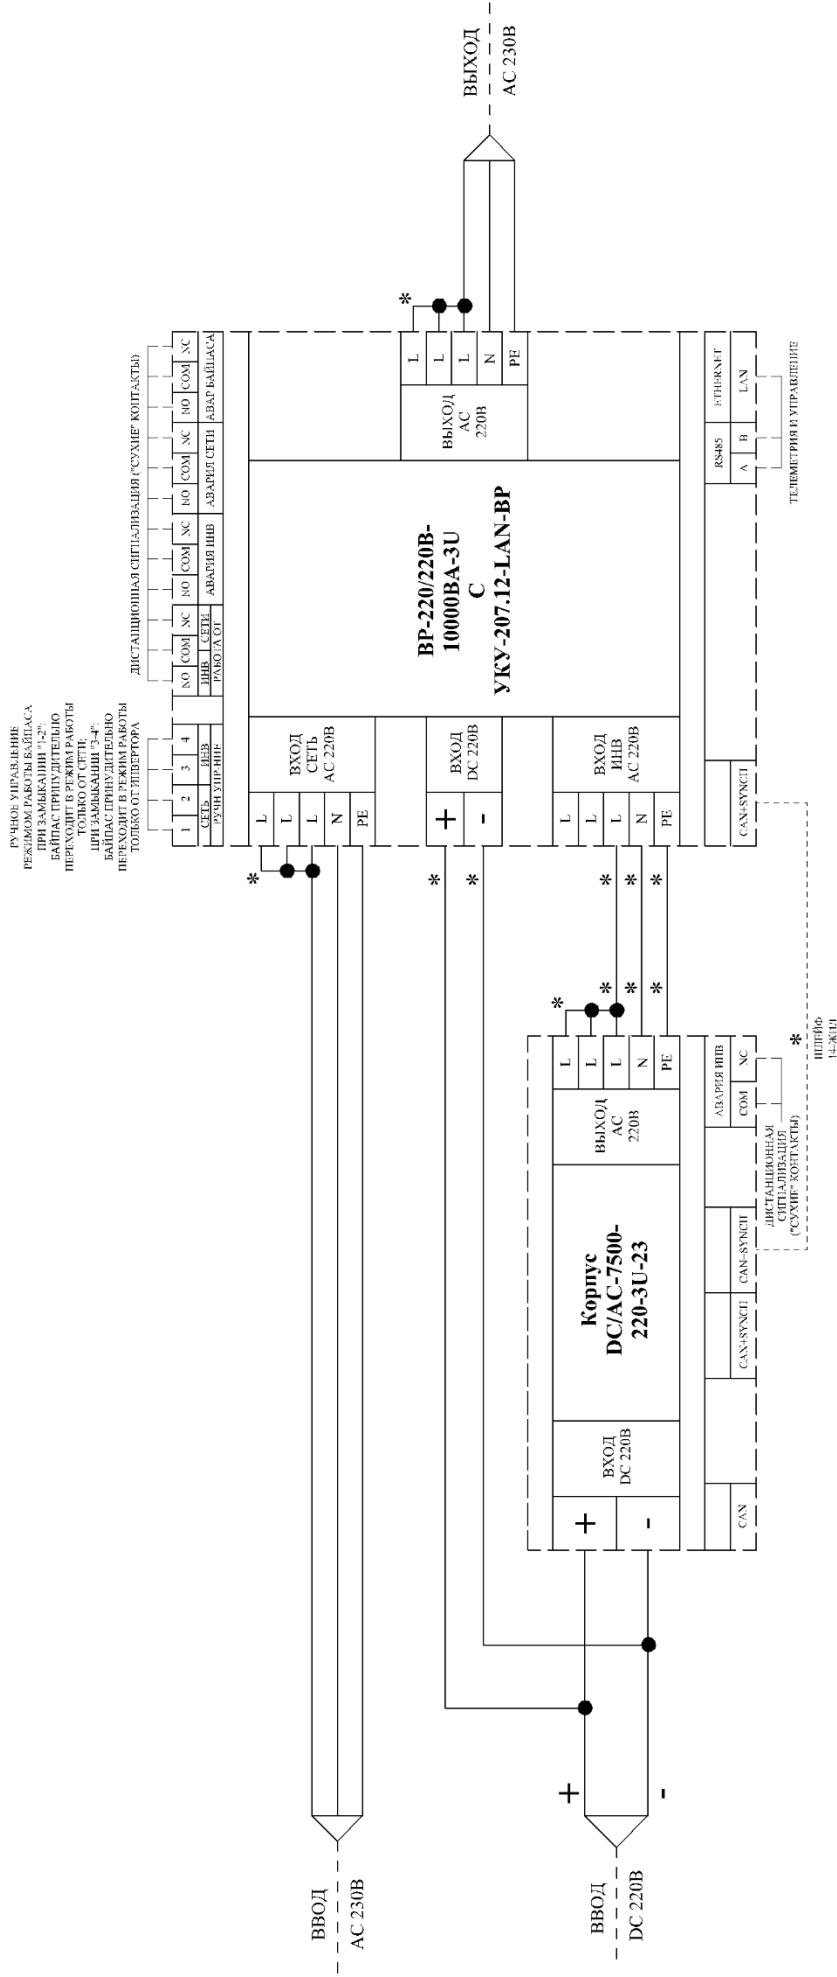 РУЧНОЕ УПРАВЛЕНИЕ
РЕЖИМОМ РАБОТЫ БАЙПАСА
ПРИ ЗАМЫКАНИИ "1-2":
БАЙПАС ПРИНУДИТЕЛЬНО
ПЕРЕХОДИТ В РЕЖИМ РАБОТЫ
ТОЛЬКО ОТ СЕТИ;
ПРИ ЗАМЫКАНИИ "3-4":
БАЙПАС ПРИНУДИТЕЛЬНО
ПЕРЕХОДИТ В РЕЖИМ РАБОТЫ
ТОЛЬКО ОТ ИНВЕРТОРА
ДИСТАНЦИОННАЯ СИГНАЛИЗАЦИЯ ("СУХИЕ" КОНТАКТЫ)
1 2 3 4
СЕТЬ ИНВ
РУЧН УПР-НИЕ
NO COM NC NO COM NC NO COM NC NO COM NC
ИНВ СЕТИ
РАБОТА ОТ
АВАРИЯ ИНВ
АВАРИЯ СЕТИ
АВАР БАЙПАСА
ВВОД
AC 230В
*
L
L
L
N
PE
ВХОД
СЕТЬ
AC 220В
ВР-220/220В-
10000ВА-3U
С
УКУ-207.12-LAN-ВР
ВЫХОД
AC
220В
L
L
L
N
PE
*
ВЫХОД
AC 230В
*
*
+
-
ВХОД
DC 220В
ВВОД
DC 220В
+
-
+
-
ВХОД
DC 220В
Корпус
DC/AC-7500-
220-3U-23
ВЫХОД
AC
220В
L
L
L
N
PE
*
* *
* *
* *
L
L
L
N
PE
ВХОД
ИНВ
AC 220В
CAN
CAN+SYNCH
CAN+SYNCH
АВАРИЯ ИНВ
COM NC
ДИСТАНЦИОННАЯ
СИГНАЛИЗАЦИЯ
("СУХИЕ" КОНТАКТЫ)
*
ШЛЕЙФ
14-ЖИЛ
CAN+SYNCH
RS485
A B
ETHERNET
LAN
ТЕЛЕМЕТРИЯ И УПРАВЛЕНИЕ